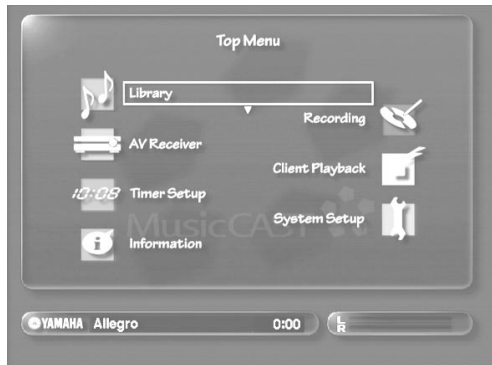 Top Menu
Library
Recording
AV Receiver
Client Playback
10:08 Timer Setup
System Setup
MusicCAST
i Information
YAMAHA Allegro 0:00 L
R